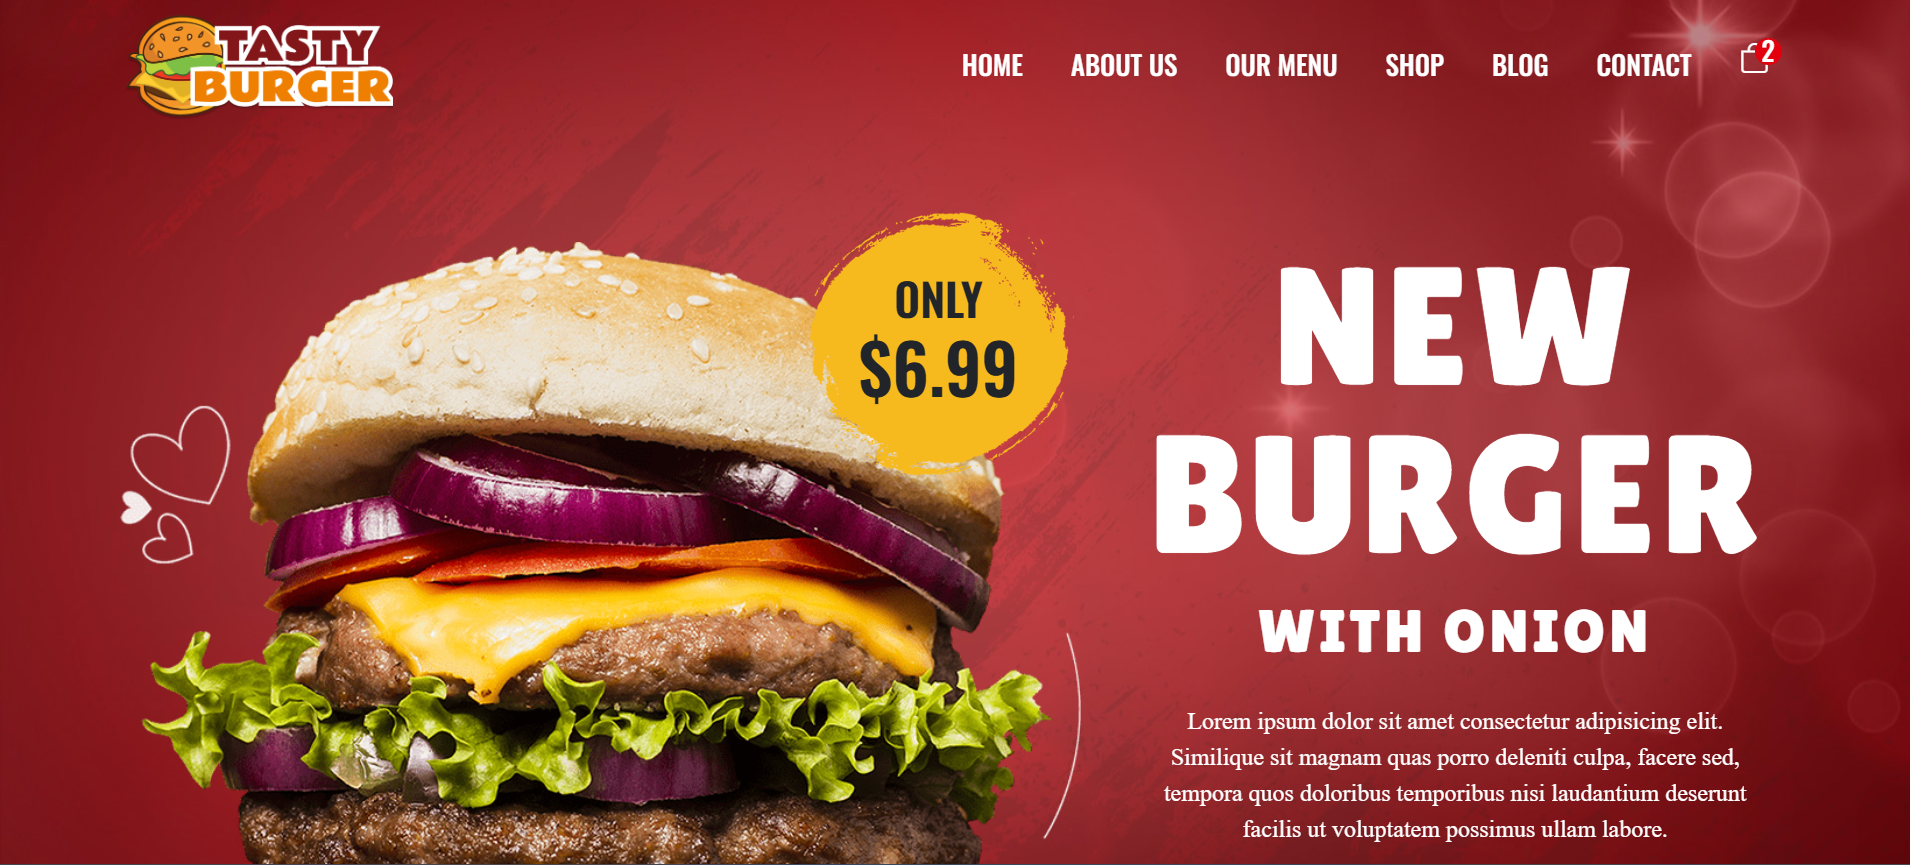 TASTY
BURGER
HOME ABOUT US OUR MENU SHOP BLOG CONTACT 2
ONLY
$6.99
NEW
BURGER
WITH ONION
Lorem ipsum dolor sit amet consectetur adipisicing elit.
Similique sit magnam quas porro deleniti culpa, facere sed,
tempora quos doloribus temporibus nisi laudantium deserunt
facilis ut voluptatem possimus ullam labore.